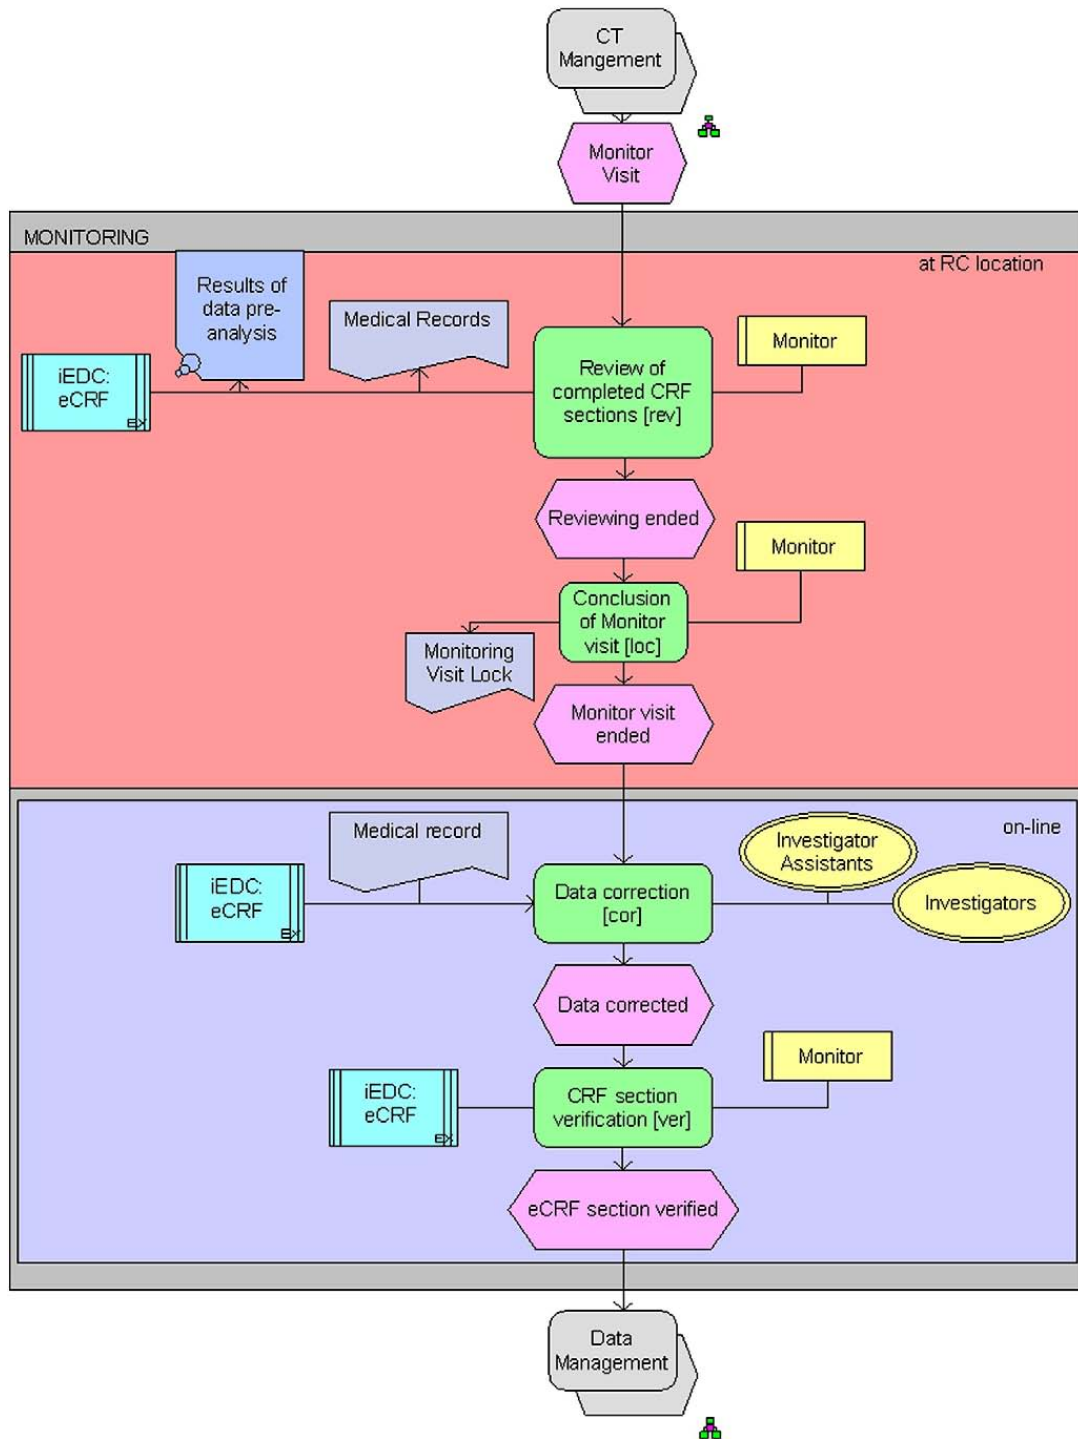 CT
Mangement
Monitor
Visit
MONITORING
at RC location
Results of
data pre-
analysis
Medical Records
Monitor
iEDC:
eCRF
EX
Review of
completed CRF
sections [rev]
Reviewing ended
Monitor
Conclusion
of Monitor
visit [loc]
Monitoring
Visit Lock
Monitor visit
ended
on-line
Medical record
Investigator
Assistants
iEDC:
eCRF
EX
Data correction
[cor]
Investigators
Data corrected
Monitor
iEDC:
eCRF
EX
CRF section
verification [ver]
eCRF section verified
Data
Management